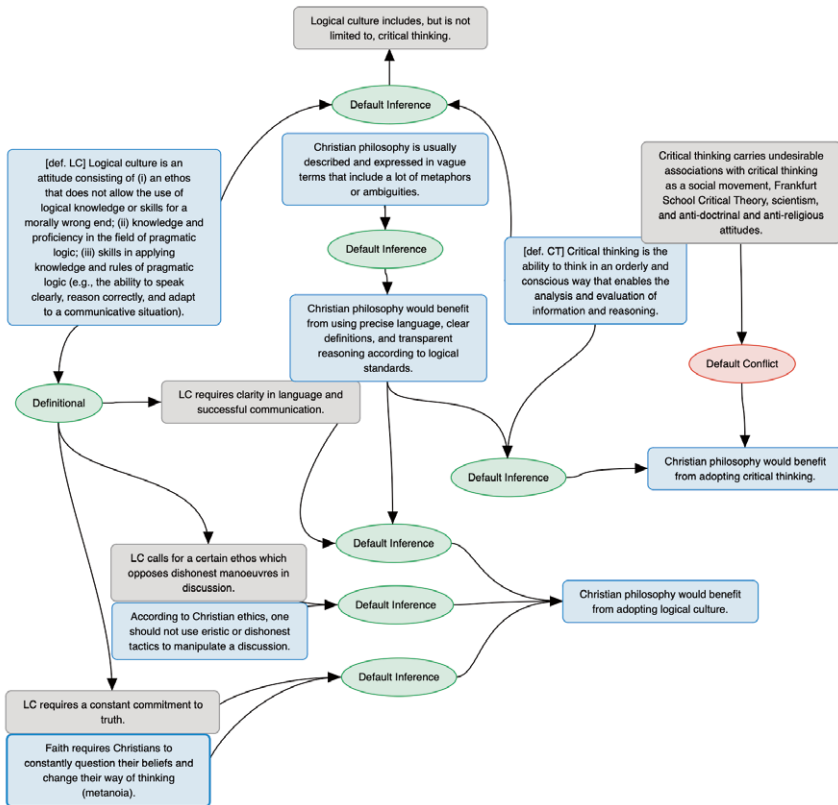 Logical culture includes, but is not
limited to, critical thinking.
Default Inference
[def. LC] Logical culture is an
attitude consisting of (i) an ethos
that does not allow the use of
logical knowledge or skills for a
morally wrong end; (ii) knowledge and
proficiency in the field of pragmatic
logic; (iii) skills in applying
knowledge and rules of pragmatic
logic (e.g., the ability to speak
clearly, reason correctly, and adapt
to a communicative situation).
Christian philosophy is usually
described and expressed in vague
terms that include a lot of metaphors
or ambiguities.
Critical thinking carries undesirable
associations with critical thinking
as a social movement, Frankfurt
School Critical Theory, scientism,
and anti-doctrinal and anti-religious
attitudes.
Default Inference
[def. CT] Critical thinking is the
ability to think in an orderly and
conscious way that enables the
analysis and evaluation of
information and reasoning.
Christian philosophy would benefit
from using precise language, clear
definitions, and transparent
reasoning according to logical
standards.
Default Conflict
Definitional
LC requires clarity in language and
successful communication.
Default Inference
Christian philosophy would benefit
from adopting critical thinking.
Default Inference
LC calls for a certain ethos which
opposes dishonest manoeuvres in
discussion.
According to Christian ethics, one
should not use eristic or dishonest
tactics to manipulate a discussion.
Default Inference
Christian philosophy would benefit
from adopting logical culture.
Default Inference
LC requires a constant commitment to
truth.
Faith requires Christians to
constantly question their beliefs and
change their way of thinking
(metanoia).